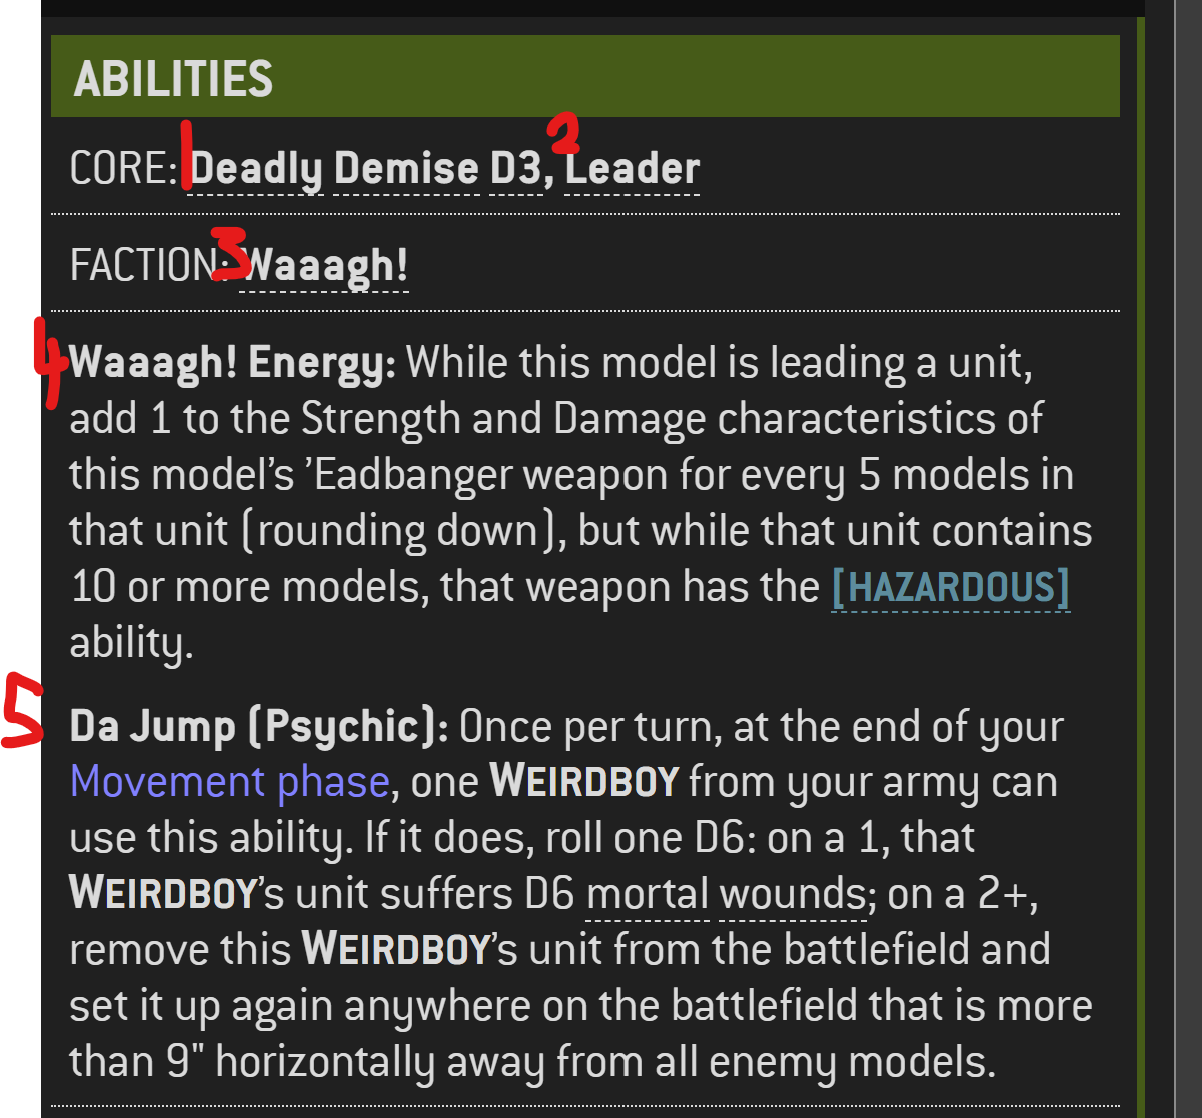 ABILITIES
1 2
CORE: Deadly Demise D3, Leader
3
FACTION: Waaagh!
4
Waaagh! Energy: While this model is leading a unit,
add 1 to the Strength and Damage characteristics of
this model’s ’Eadbanger weapon for every 5 models in
that unit (rounding down), but while that unit contains
10 or more models, that weapon has the [HAZARDOUS]
ability.
5
Da Jump (Psychic): Once per turn, at the end of your
Movement phase, one WEIRDBOY from your army can
use this ability. If it does, roll one D6: on a 1, that
WEIRDBOY’s unit suffers D6 mortal wounds; on a 2+,
remove this WEIRDBOY’s unit from the battlefield and
set it up again anywhere on the battlefield that is more
than 9" horizontally away from all enemy models.